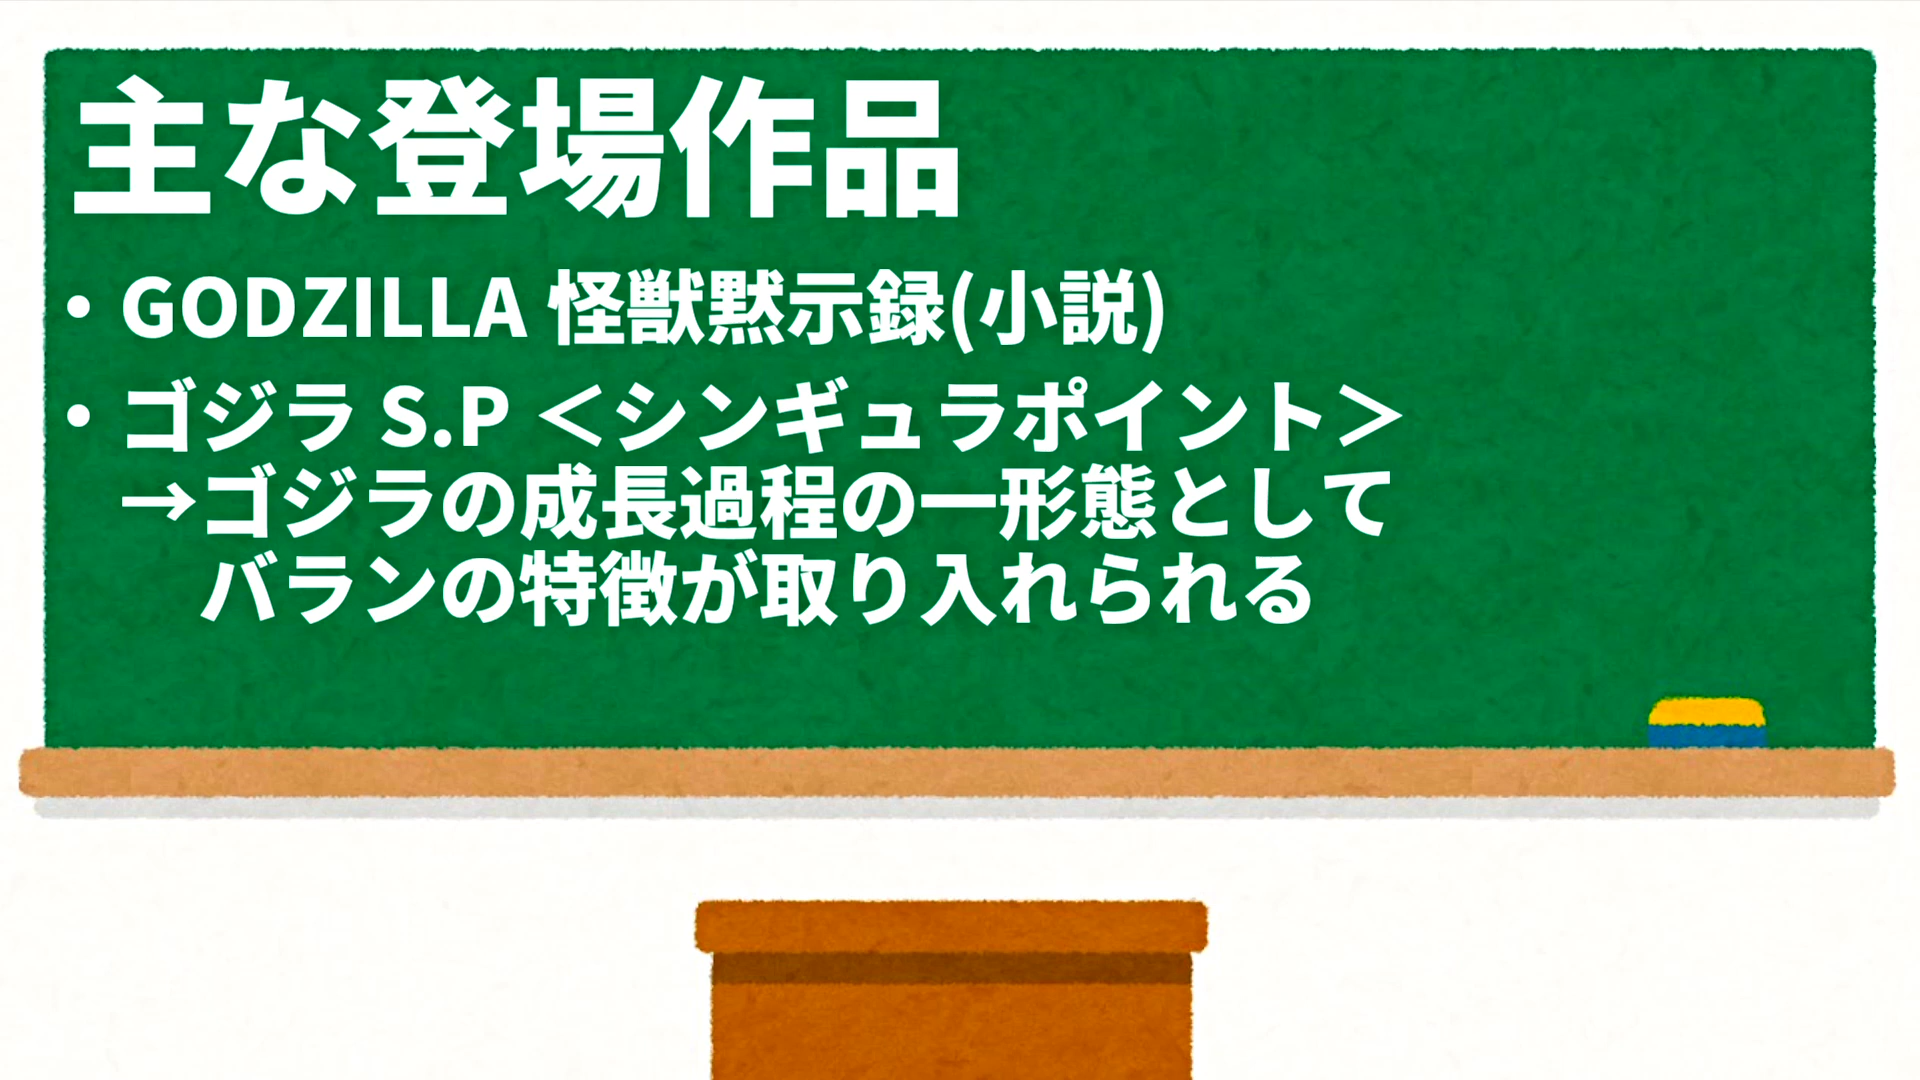 主な登場作品
・GODZILLA 怪獣黙示録(小説)
・ゴジラ S.P ＜シンギュラポイント＞
→ゴジラの成長過程の一形態として
バランの特徴が取り入れられる